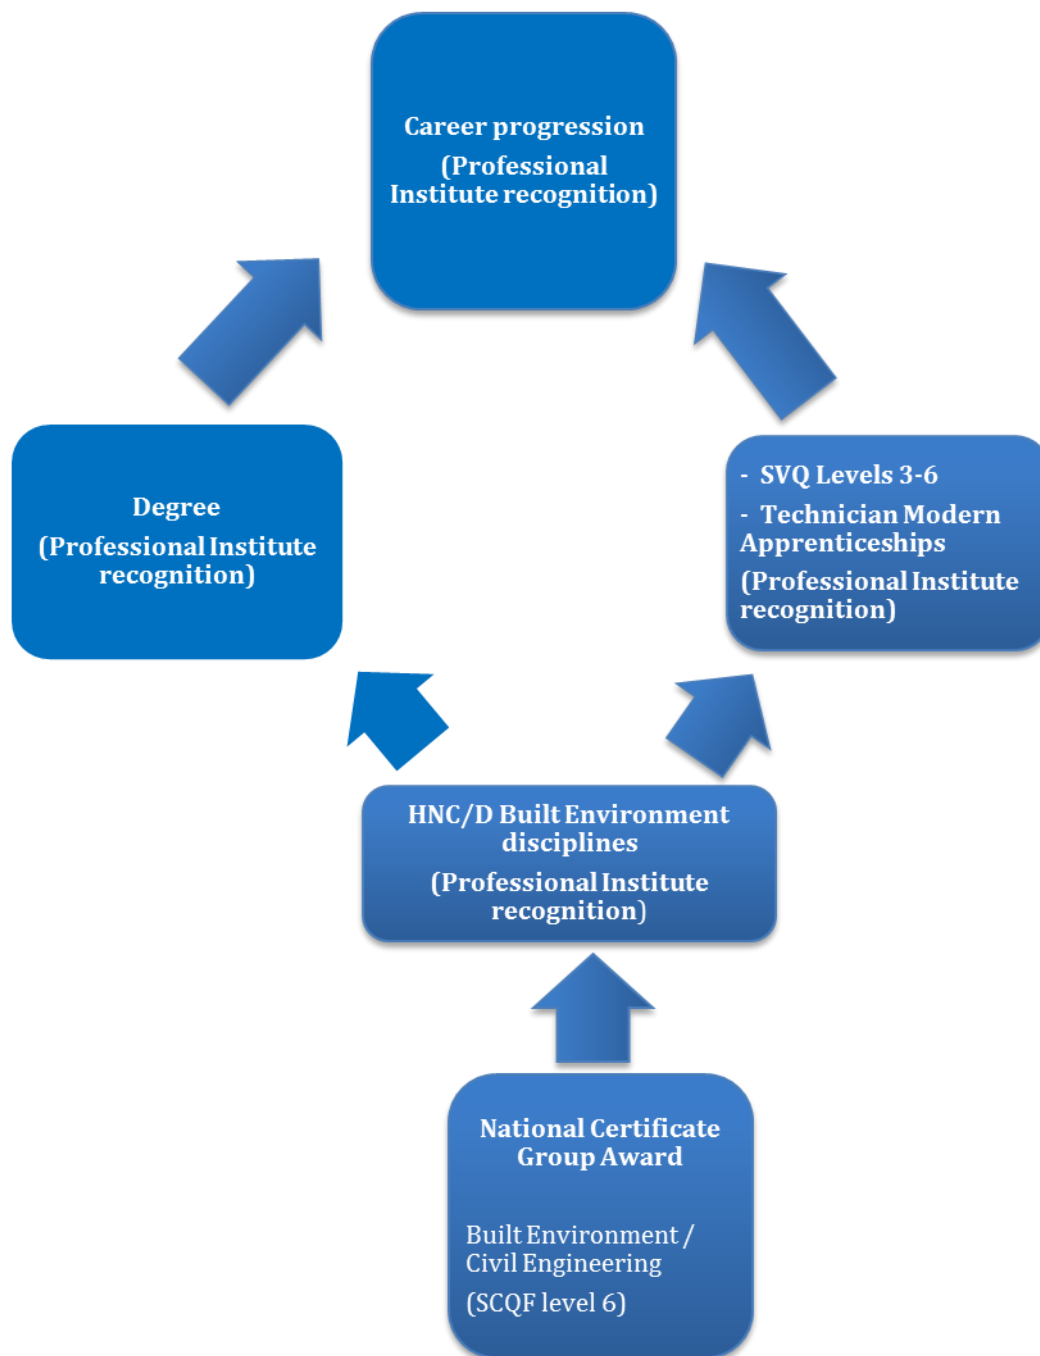 Career progression
(Professional
Institute recognition)
Degree
(Professional Institute
recognition)
- SVQ Levels 3-6
- Technician Modern
Apprenticeships
(Professional Institute
recognition)
HNC/D Built Environment
disciplines
(Professional Institute
recognition)
National Certificate
Group Award
Built Environment /
Civil Engineering
(SCQF level 6)